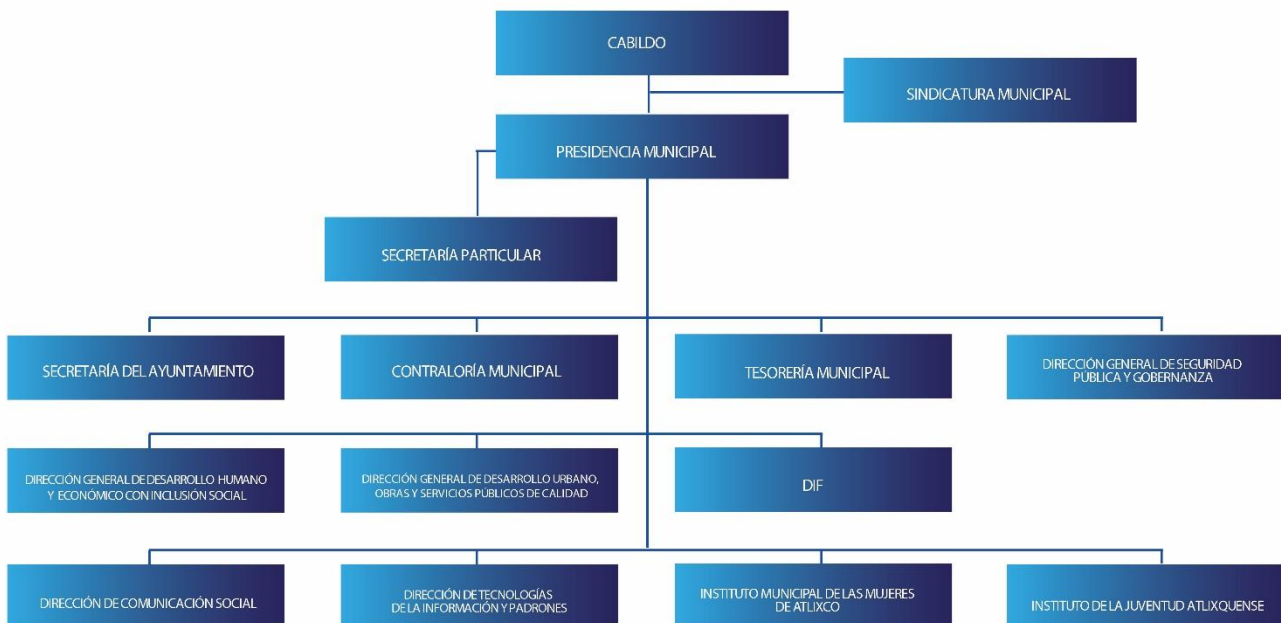 CABILDO
SINDICATURA MUNICIPAL
PRESIDENCIA MUNICIPAL
SECRETARÍA PARTICULAR
SECRETARÍA DEL AYUNTAMIENTO
CONTRALORÍA MUNICIPAL
TESORERÍA MUNICIPAL
DIRECCIÓN GENERAL DE SEGURIDAD
PÚBLICA Y GOBERNANZA
DIRECCIÓN GENERAL DE DESARROLLO HUMANO
Y ECONÓMICO CON INCLUSIÓN SOCIAL
DIRECCIÓN GENERAL DE DESARROLLO URBANO,
OBRAS Y SERVICIOS PÚBLICOS DE CALIDAD
DIF
DIRECCIÓN DE COMUNICACIÓN SOCIAL
DIRECCIÓN DE TECNOLOGÍAS
DE LA INFORMACIÓN Y PADRONES
INSTITUTO MUNICIPAL DE LAS MUJERES
DE ATLIXCO
INSTITUTO DE LA JUVENTUD ATLIXQUENSE